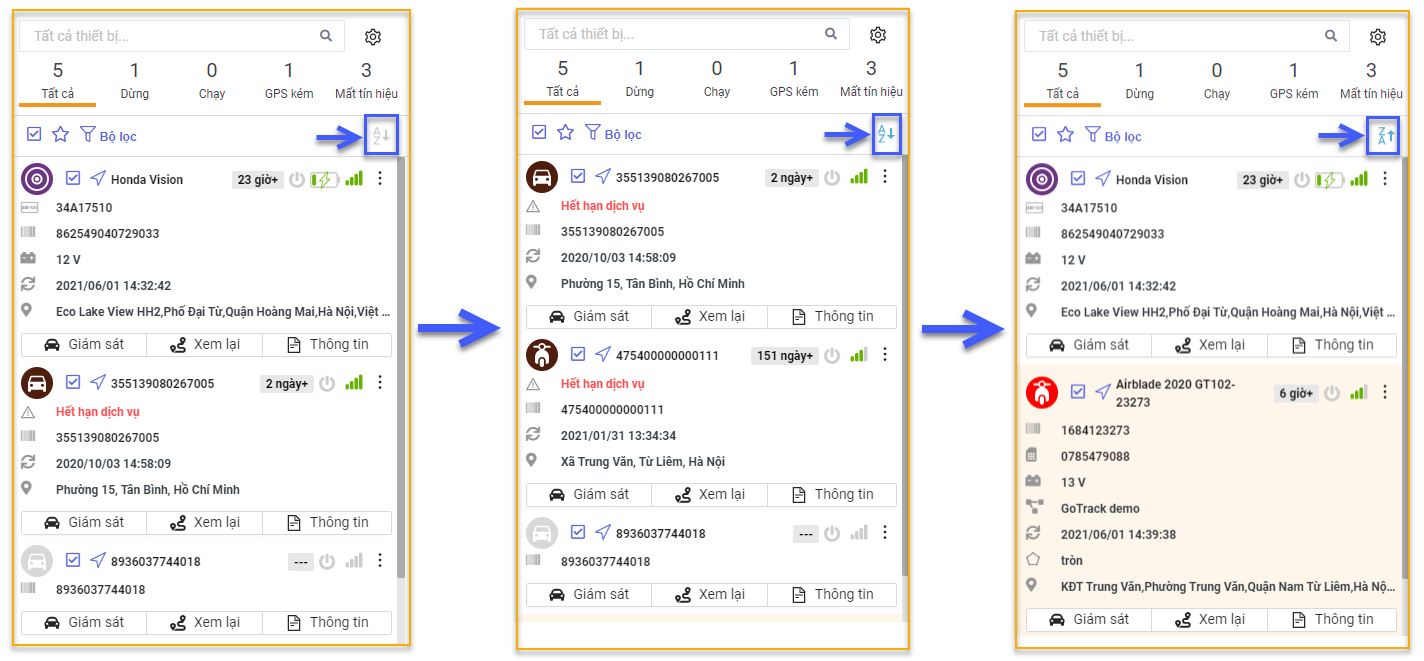 Tất cả thiết bị...
5 1 0 1 3
Tất cả Dừng Chạy GPS kém Mất tín hiệu
Bộ lọc
A
Z
Honda Vision 23 giờ+
34A17510
862549040729033
12 V
2021/06/01 14:32:42
Eco Lake View HH2,Phố Đại Từ,Quận Hoàng Mai,Hà Nội,Việt ...
Giám sát Xem lại Thông tin
355139080267005 2 ngày+
Hết hạn dịch vụ
355139080267005
2020/10/03 14:58:09
Phường 15, Tân Bình, Hồ Chí Minh
Giám sát Xem lại Thông tin
8936037744018 ---
8936037744018
Giám sát Xem lại Thông tin
Tất cả thiết bị...
5 1 0 1 3
Tất cả Dừng Chạy GPS kém Mất tín hiệu
Bộ lọc
A
Z
355139080267005 2 ngày+
Hết hạn dịch vụ
355139080267005
2020/10/03 14:58:09
Phường 15, Tân Bình, Hồ Chí Minh
Giám sát Xem lại Thông tin
475400000000111 151 ngày+
Hết hạn dịch vụ
475400000000111
2021/01/31 13:34:34
Xã Trung Văn, Từ Liêm, Hà Nội
Giám sát Xem lại Thông tin
8936037744018 ---
8936037744018
Giám sát Xem lại Thông tin
Tất cả thiết bị...
5 1 0 1 3
Tất cả Dừng Chạy GPS kém Mất tín hiệu
Bộ lọc
Z
A
Honda Vision 23 giờ+
34A17510
862549040729033
12 V
2021/06/01 14:32:42
Eco Lake View HH2,Phố Đại Từ,Quận Hoàng Mai,Hà Nội,Việt ...
Giám sát Xem lại Thông tin
Airblade 2020 GT102-
23273 6 giờ+
1684123273
0785479088
13 V
GoTrack demo
2021/06/01 14:39:38
tròn
KĐT Trung Văn,Phường Trung Văn,Quận Nam Từ Liêm,Hà Nộ...
Giám sát Xem lại Thông tin